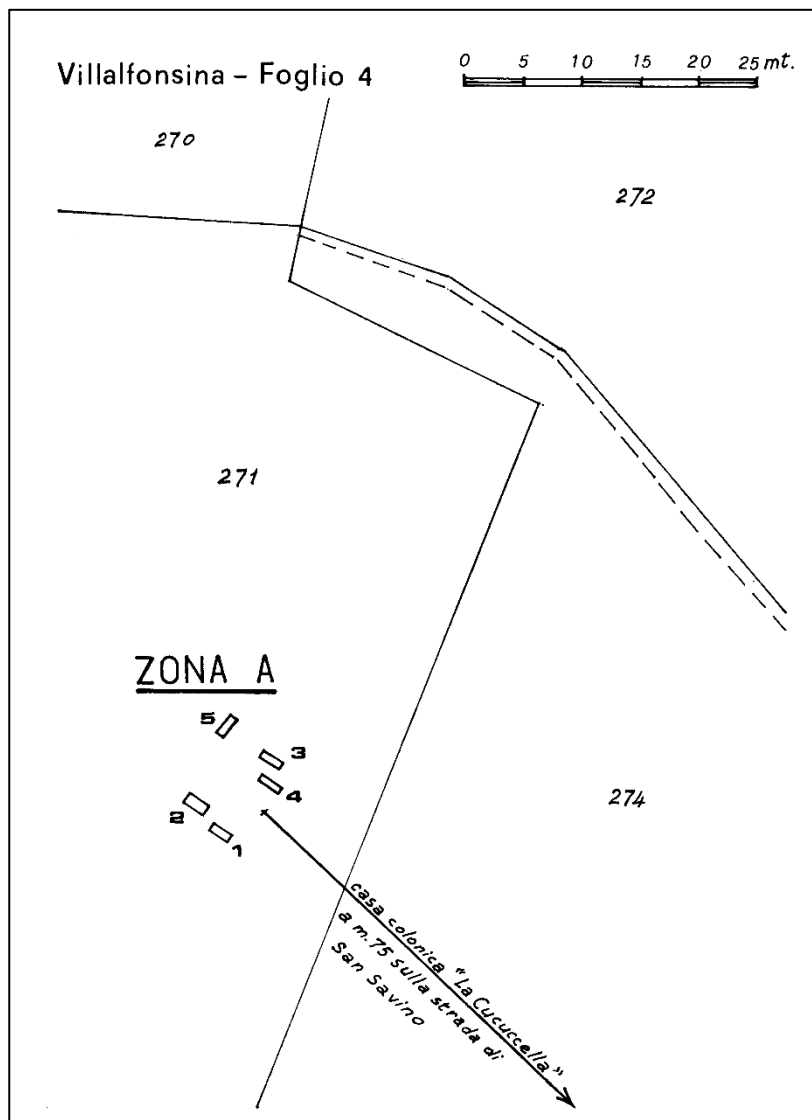 Villalfonsina – Foglio 4
0 5 10 15 20 25 mt.
270
272
271
ZONA A
5
3
4
2
1
274
casa colonica "La Cucuccella"
a m. 75 sulla strada di
San Savino